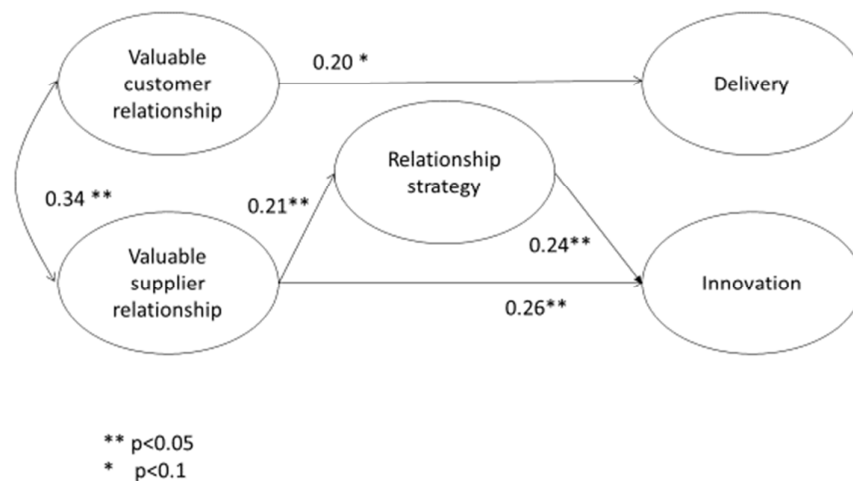 Valuable
customer
relationship
0.20 *
Delivery
Relationship
strategy
0.34 **
0.21**
0.24**
Valuable
supplier
relationship
Innovation
0.26**
** p<0.05
* p<0.1